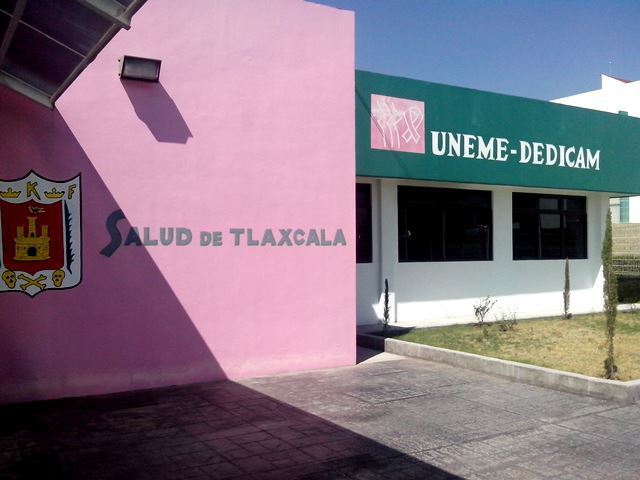 K F
SALUD DE TLAXCALA
UNEME-DEDICAM